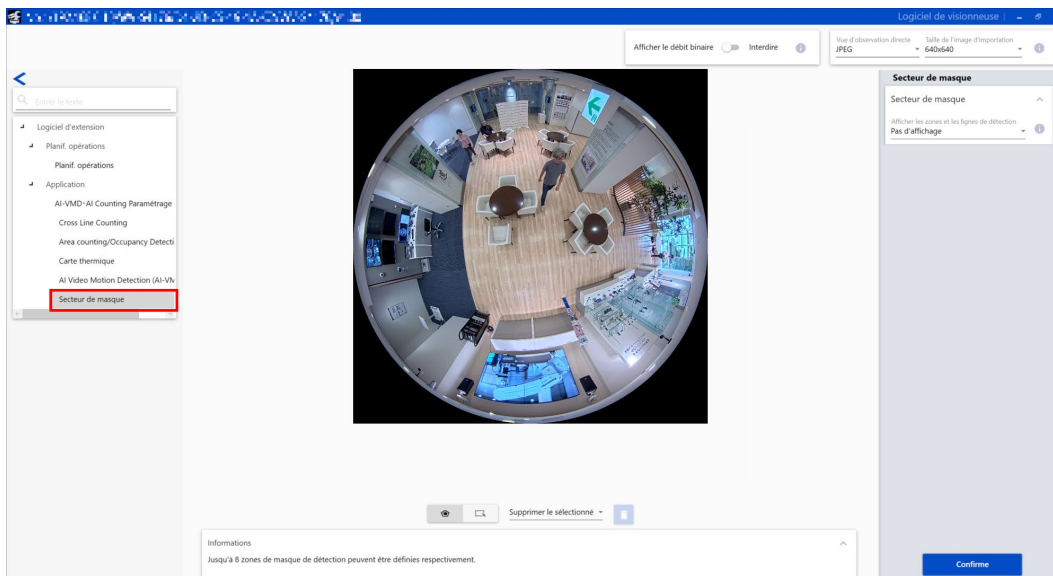 Logiciel de visionneuse
Afficher le débit binaire
Interdire
Vue d'observation directe
JPEG
Taille de l'image d'importation
640x640
Entrer le texte
Logiciel d'extension
Planif. opérations
Planif. opérations
Application
AI-VMD･AI Counting Paramétrage
Cross Line Counting
Area counting/Occupancy Detecti
Carte thermique
AI Video Motion Detection (AI-VM
Secteur de masque
Secteur de masque
Secteur de masque
Afficher les zones et les lignes de détection
Pas d'affichage
Supprimer le sélectionné
Informations
Jusqu'à 8 zones de masque de détection peuvent être définies respectivement.
Confirme